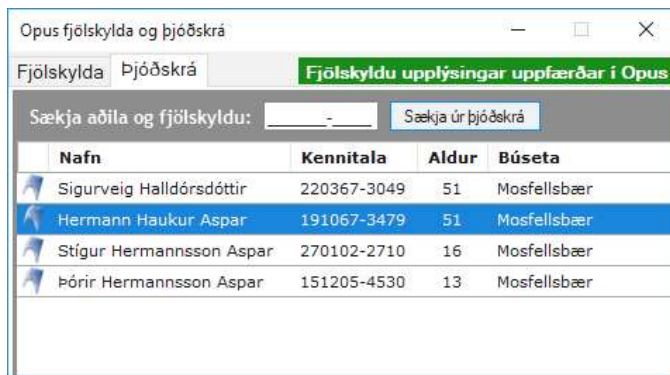 Opus fjölskylda og þjóðskrá
Fjölskylda Þjóðskrá Fjölskyldu upplýsingar uppfærðar í Opus
Sækja aðila og fjölskyldu: ______-____ Sækja úr þjóðskrá
Nafn Kennitala Aldur Búseta
Sigurveig Halldórsdóttir 220367-3049 51 Mosfellsbær
Hermann Haukur Aspar 191067-3479 51 Mosfellsbær
Stígur Hermannsson Aspar 270102-2710 16 Mosfellsbær
Þórir Hermannsson Aspar 151205-4530 13 Mosfellsbær